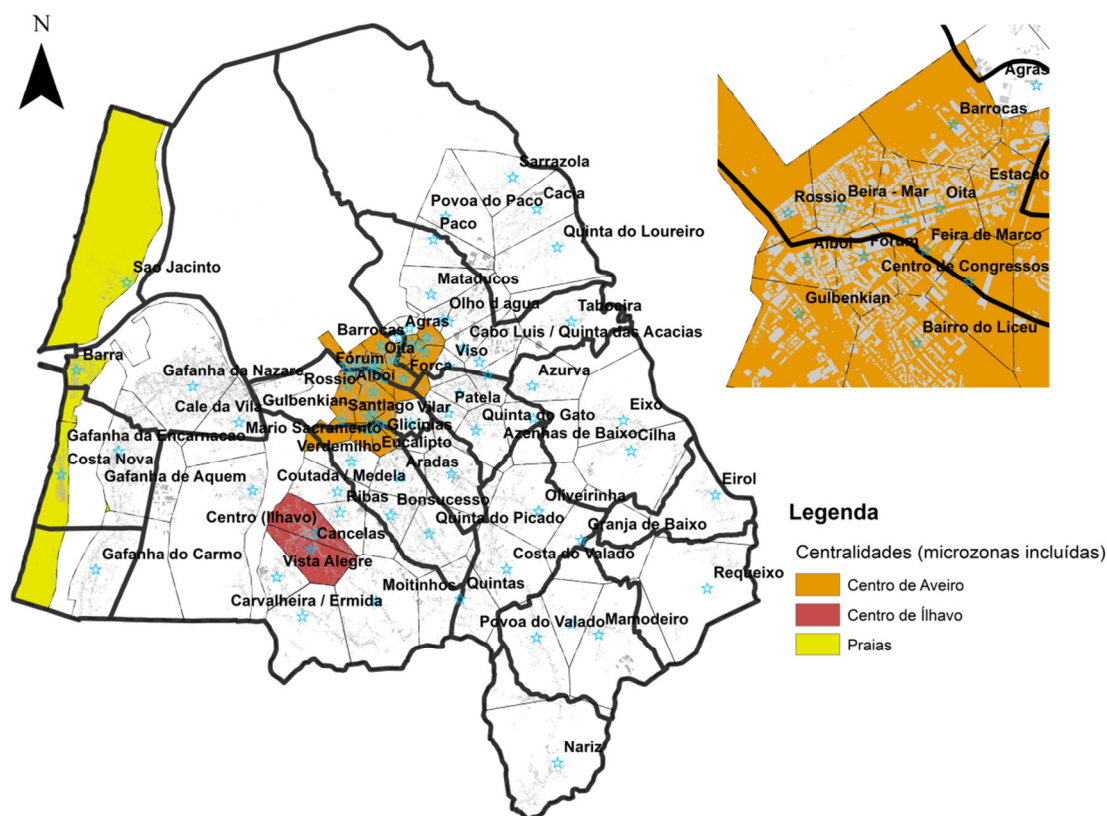 N
Sarrazola
Povoa do Paco
Cacia
Paco
Quinta do Loureiro
Sao Jacinto
Mataducos
Olho d agua
Taboeira
Agras
Barrocas
Cabo Luis / Quinta das Acacias
Oita
Viso
Barra
Forum
Forca
Azurva
Gafanha da Nazare
Rossio
Alboi
Patela
Cale da Vila
Gulbenkian
Santiago
Vilar
Quinta do Gato
Eixo
Mario Sacramento
Glicinias
Azenhas de Baixo
Cilha
Gafanha da Encarnacao
Verdemilho
Eucalipto
Costa Nova
Aradas
Gafanha de Aquem
Coutada / Medela
Eirol
Ribas
Bonsucesso
Oliveirinha
Centro (Ilhavo)
Quinta do Picado
Granja de Baixo
Cancelas
Gafanha do Carmo
Vista Alegre
Costa do Valado
Moitinhos
Quintas
Requeixo
Carvalheira / Ermida
Povoa do Valado
Mamodeiro
Nariz
Agras
Barrocas
Estacao
Rossio
Beira - Mar
Oita
Alboi
Forum
Feira de Marco
Centro de Congressos
Gulbenkian
Bairro do Liceu
Legenda
Centralidades (microzonas incluídas)
Centro de Aveiro
Centro de Ílhavo
Praias